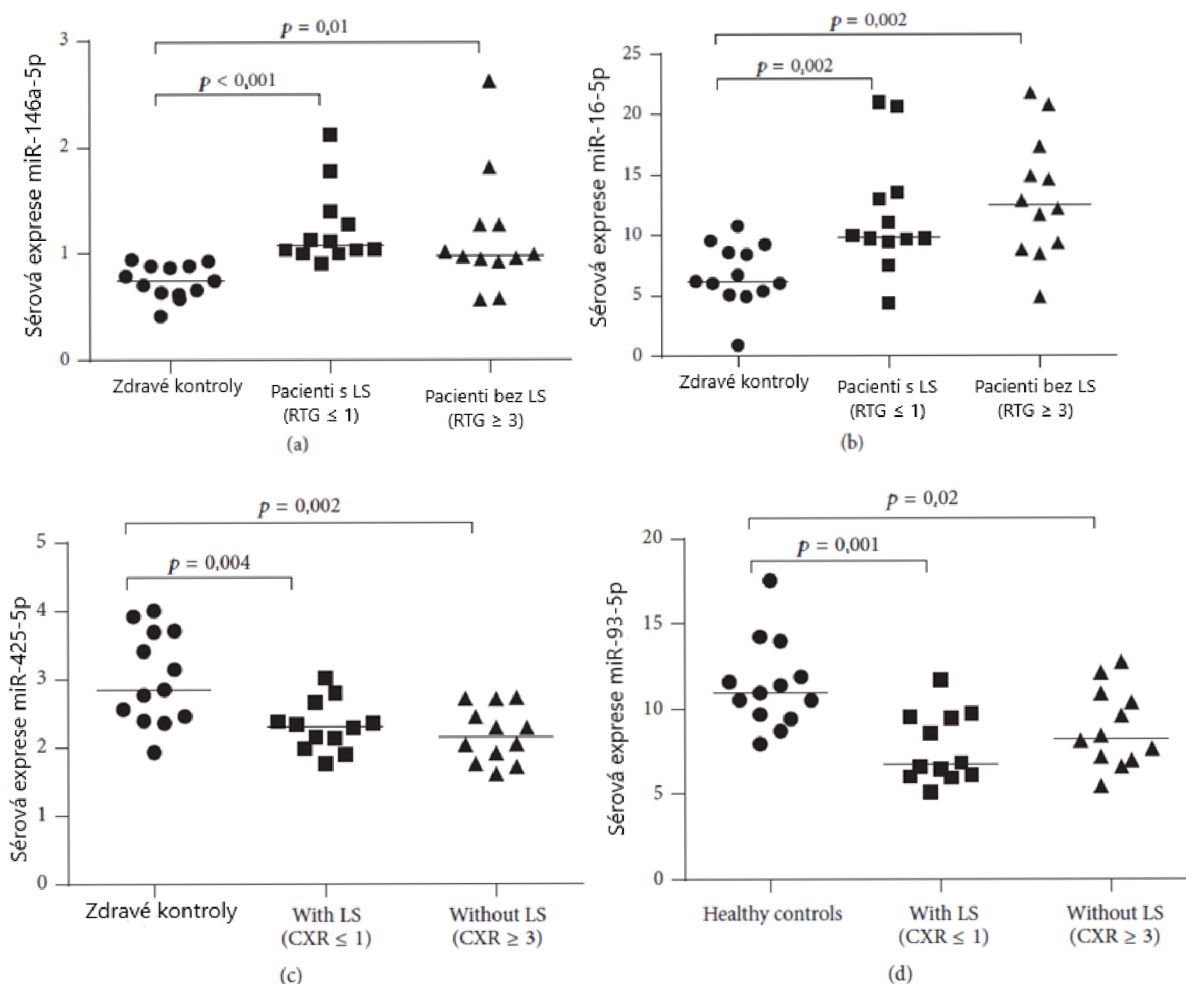 p = 0,01
p < 0,001
3
2
1
0
Sérová exprese miR-146a-5p
Zdravé kontroly
Pacienti s LS
(RTG ≤ 1)
Pacienti bez LS
(RTG ≥ 3)
(a)
p = 0,002
p = 0,002
25
20
15
10
5
0
Sérová exprese miR-16-5p
Zdravé kontroly
Pacienti s LS
(RTG ≤ 1)
Pacienti bez LS
(RTG ≥ 3)
(b)
p = 0,002
p = 0,004
5
4
3
2
1
0
Sérová exprese miR-425-5p
Zdravé kontroly
With LS
(CXR ≤ 1)
Without LS
(CXR ≥ 3)
(c)
p = 0,02
p = 0,001
20
15
10
5
0
Sérová exprese miR-93-5p
Healthy controls
With LS
(CXR ≤ 1)
Without LS
(CXR ≥ 3)
(d)